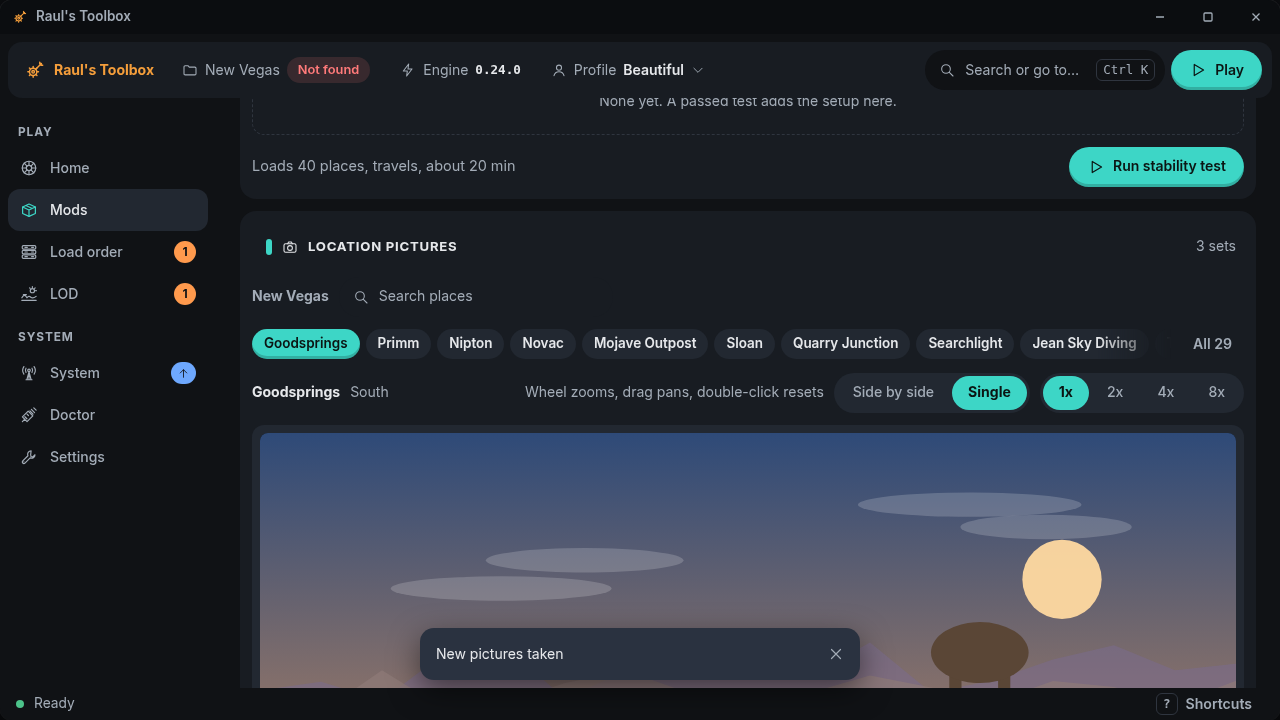 Raul's Toolbox
Raul's Toolbox
New Vegas Not found
Engine 0.24.0
Profile Beautiful
Search or go to... Ctrl K
Play
PLAY
Home
Mods
Load order 1
LOD 1
SYSTEM
System
Doctor
Settings
None yet. A passed test adds the setup here.
Loads 40 places, travels, about 20 min
Run stability test
LOCATION PICTURES
3 sets
New Vegas
Search places
Goodsprings Primm Nipton Novac Mojave Outpost Sloan Quarry Junction Searchlight Jean Sky Diving All 29
Goodsprings South
Wheel zooms, drag pans, double-click resets
Side by side Single 1x 2x 4x 8x
New pictures taken
Ready
? Shortcuts